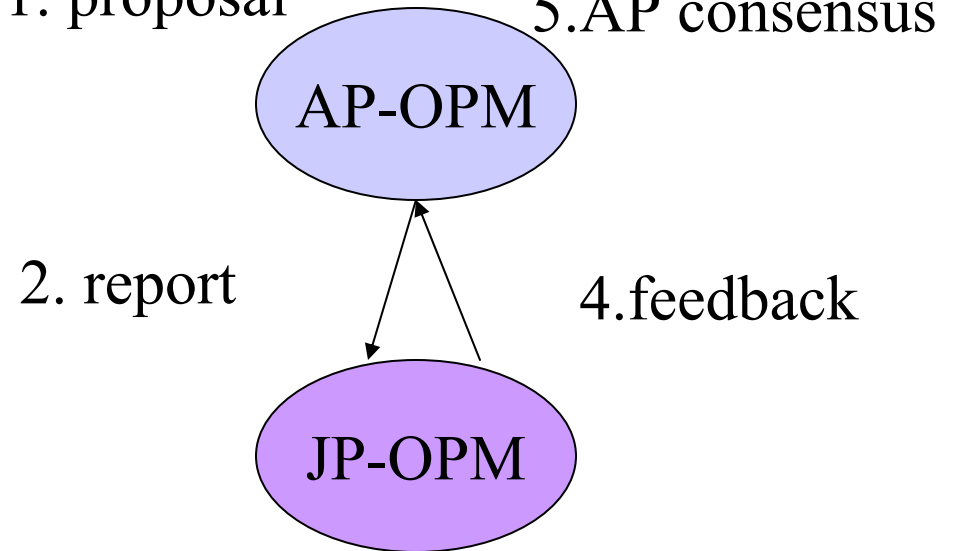 1. proposal
5.AP consensus
AP-OPM
2. report
4.feedback
JP-OPM